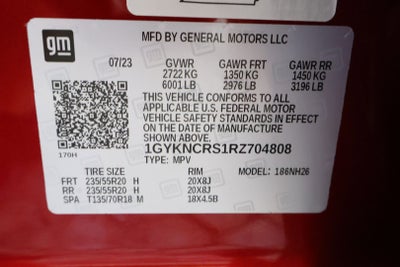 gm
MFD BY GENERAL MOTORS LLC
07/23 GVWR GAWR FRT GAWR RR
2722 KG 1350 KG 1450 KG
6001 LB 2976 LB 3196 LB
THIS VEHICLE CONFORMS TO ALL
APPLICABLE U.S. FEDERAL MOTOR
VEHICLE SAFETY STANDARDS IN EFFECT
ON THE DATE OF MANUFACTURE
SHOWN ABOVE.
1GYKNCRS1RZ704808
170H TYPE: MPV
TIRE SIZE RIM MODEL: 186NH26
FRT 235/55R20 H 20X8J
RR 235/55R20 H 20X8J
SPA T135/70R18 M 18X4.5B